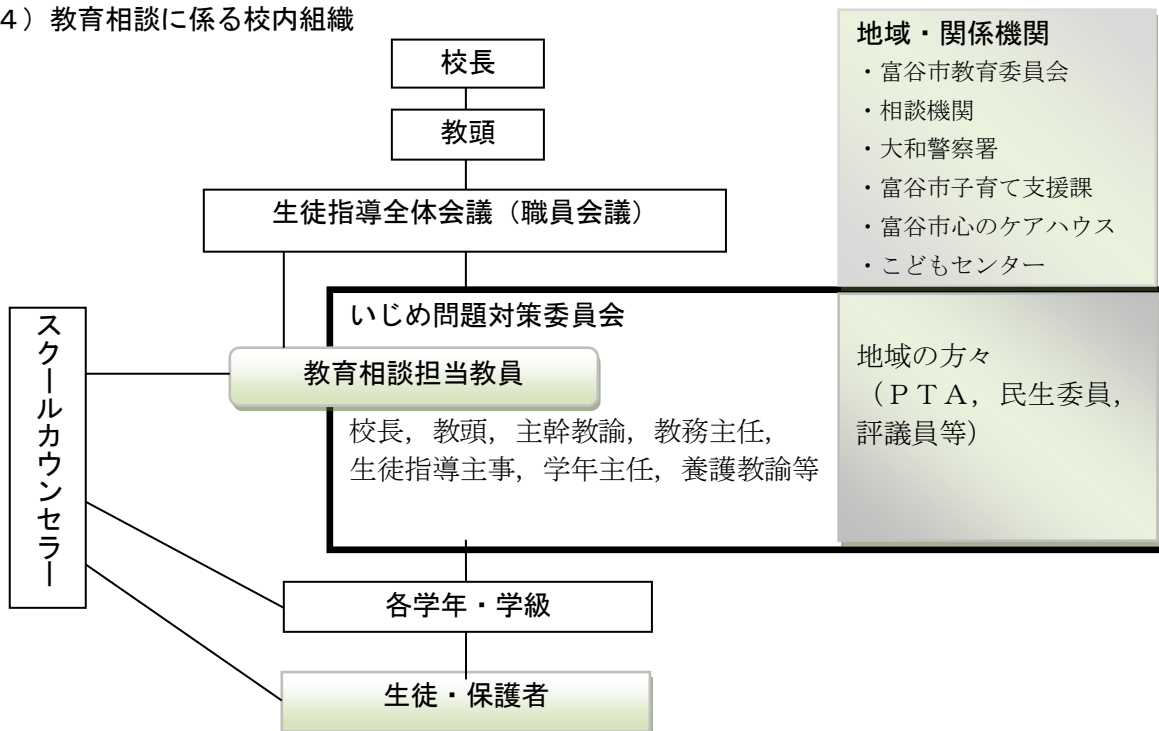 ４）教育相談に係る校内組織
校長
教頭
生徒指導全体会議（職員会議）
地域・関係機関
・富谷市教育委員会
・相談機関
・大和警察署
・富谷市子育て支援課
・富谷市心のケアハウス
・こどもセンター
スクールカウンセラー
いじめ問題対策委員会
教育相談担当教員
校長，教頭，主幹教諭，教務主任，
生徒指導主事，学年主任，養護教諭等
地域の方々
（ＰＴＡ，民生委員，
評議員等）
各学年・学級
生徒・保護者